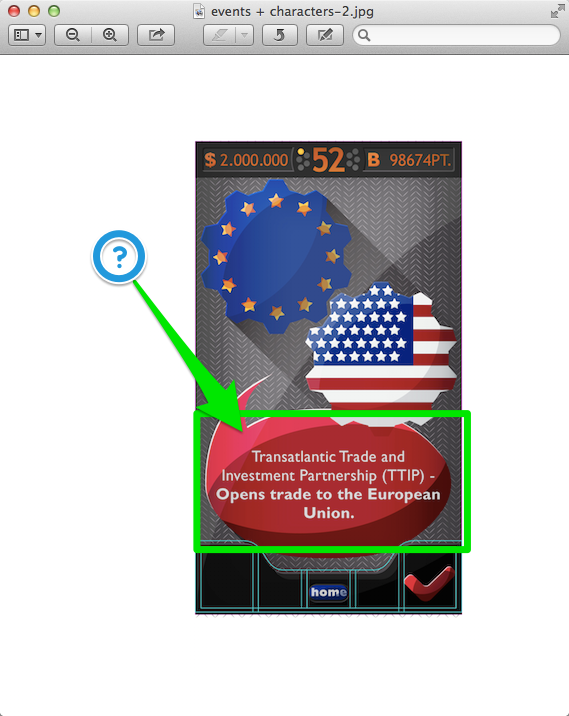 events + characters-2.jpg
$ 2.000.000 52 B 98674PT.
?
Transatlantic Trade and
Investment Partnership (TTIP) -
Opens trade to the European
Union.
home